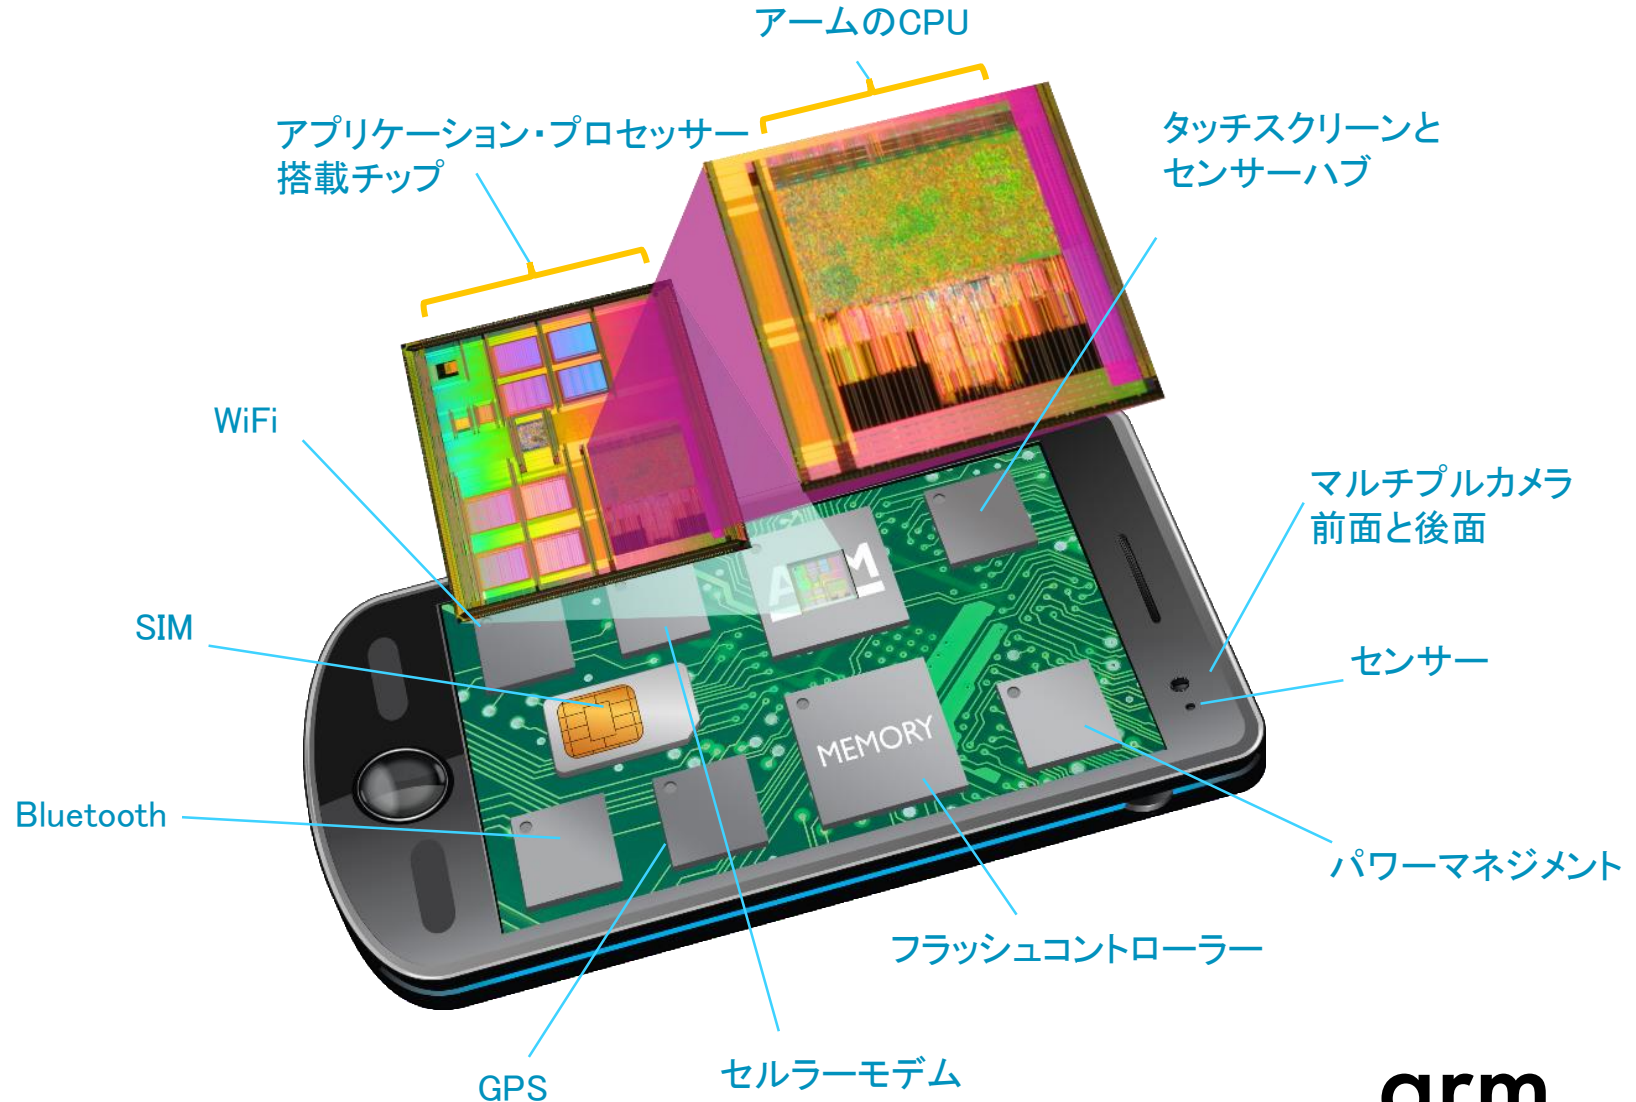 アームのCPU
アプリケーション・プロセッサー
搭載チップ
タッチスクリーンと
センサーハブ
WiFi
マルチプルカメラ
前面と後面
SIM
センサー
ARM
MEMORY
Bluetooth
パワーマネジメント
フラッシュコントローラー
セルラーモデム
GPS
arm